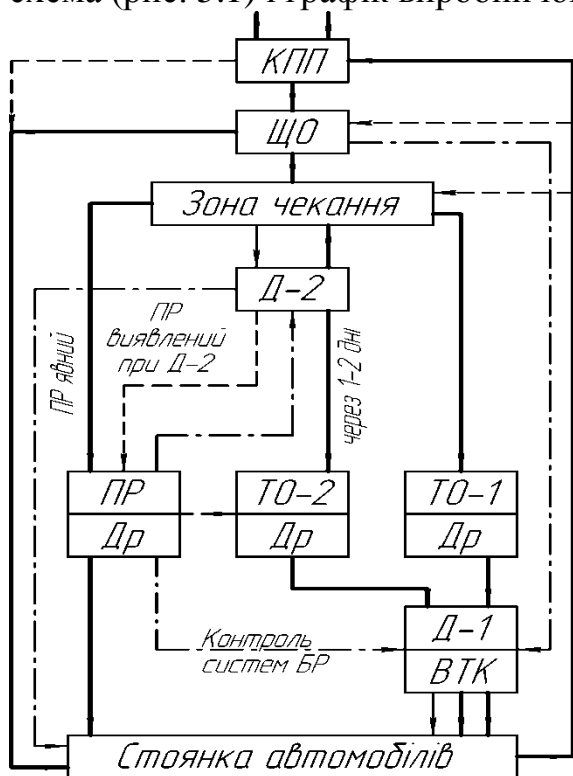 схема (рис. 3.1) і графік виробничого
КПП
ЩО
Зона чекання
Д-2
ПР
виявлений
при Д-2
ПР явний
через 1-2 дні
ПР
Др
ТО-2
Др
ТО-1
Др
Контроль
систем БР
Д-1
ВТК
Стоянка автомобілів